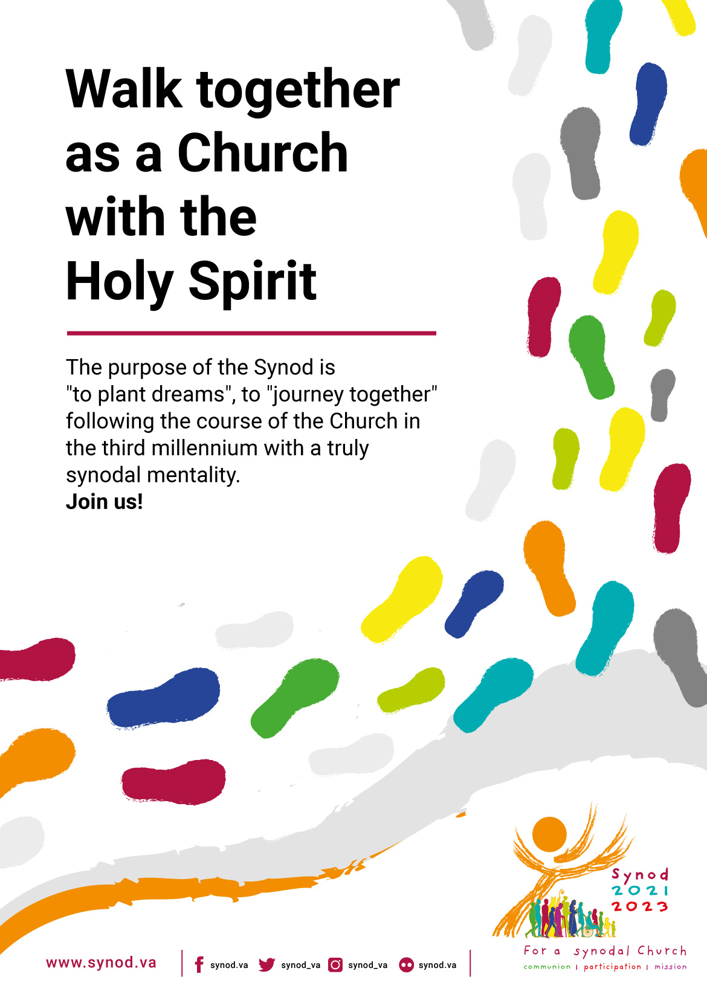 Walk together
as a Church
with the
Holy Spirit
The purpose of the Synod is
"to plant dreams", to "journey together"
following the course of the Church in
the third millennium with a truly
synodal mentality.
Join us!
Synod
2021
2023
For a synodal Church
communion | participation | mission
www.synod.va
synod.va
synod_va
synod_va
synod.va